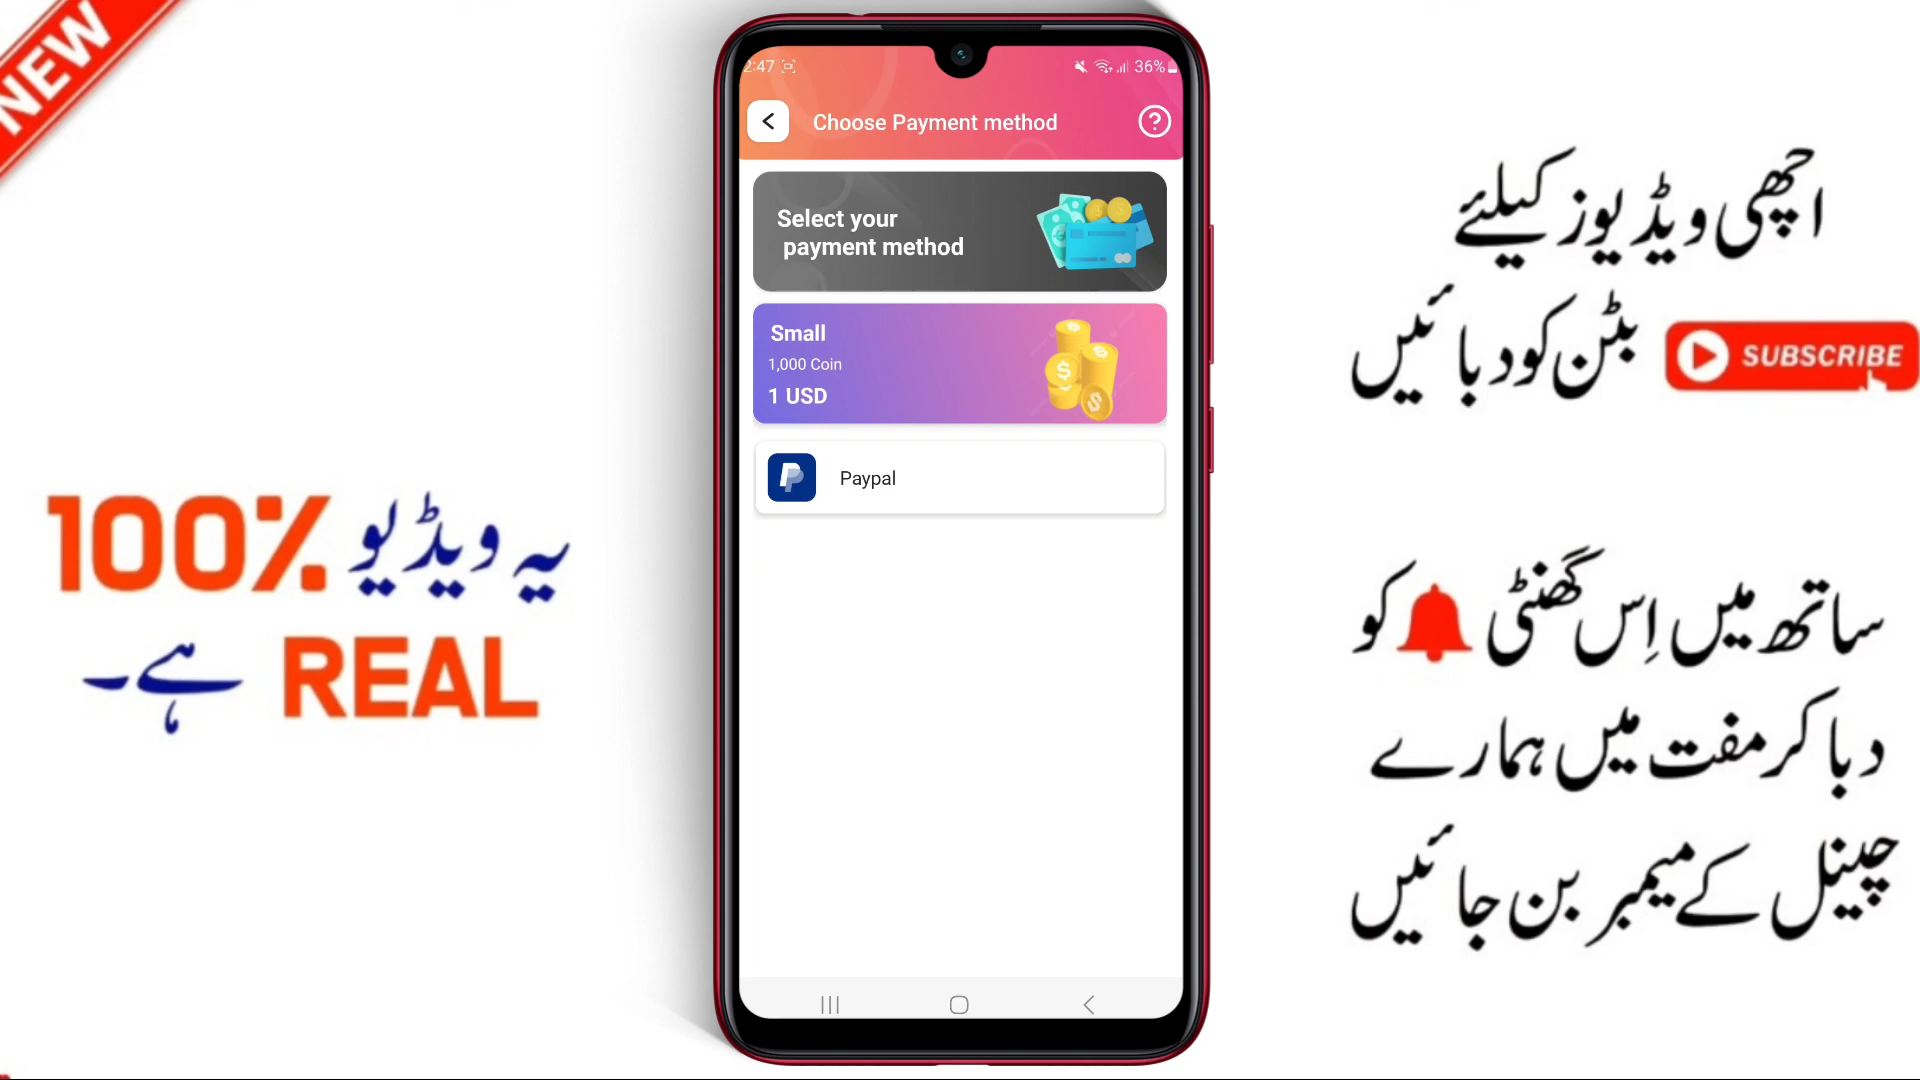 NEW
یہ ویڈیو 100%
REAL ہے۔
2:47
36%
Choose Payment method
Select your
payment method
Small
1,000 Coin
1 USD
Paypal
اچھی ویڈیوز کیلئے
SUBSCRIBE بٹن کو دبائیں
ساتھ میں اِس گھنٹی کو
دبا کر مفت میں ہمارے
چینل کے میمبر بن جائیں